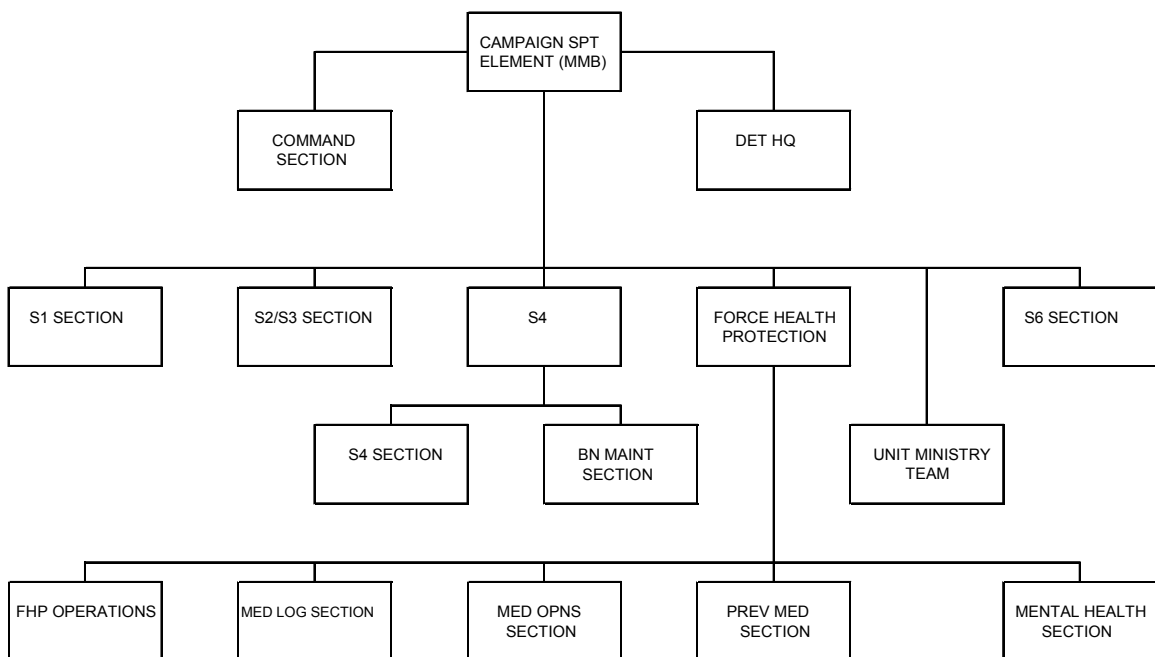 CAMPAIGN SPT
ELEMENT (MMB)
COMMAND
SECTION
DET HQ
S1 SECTION
S2/S3 SECTION
S4
FORCE HEALTH
PROTECTION
S6 SECTION
S4 SECTION
BN MAINT
SECTION
UNIT MINISTRY
TEAM
FHP OPERATIONS
MED LOG SECTION
MED OPNS
SECTION
PREV MED
SECTION
MENTAL HEALTH
SECTION